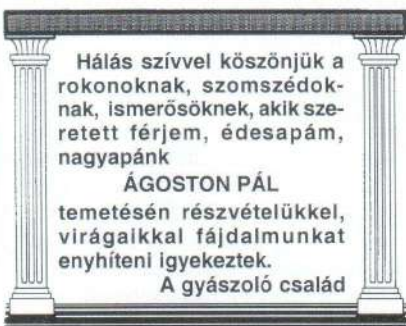 Hálás szívvel köszönjük a
rokonoknak, szomszédok-
nak, ismerősöknek, akik sze-
retett férjem, édesapám,
nagyapánk
ÁGOSTON PÁL
temetésén részvételükkel,
virágaikkal fájdalmunkat
enyhíteni igyekeztek.
A gyászoló család